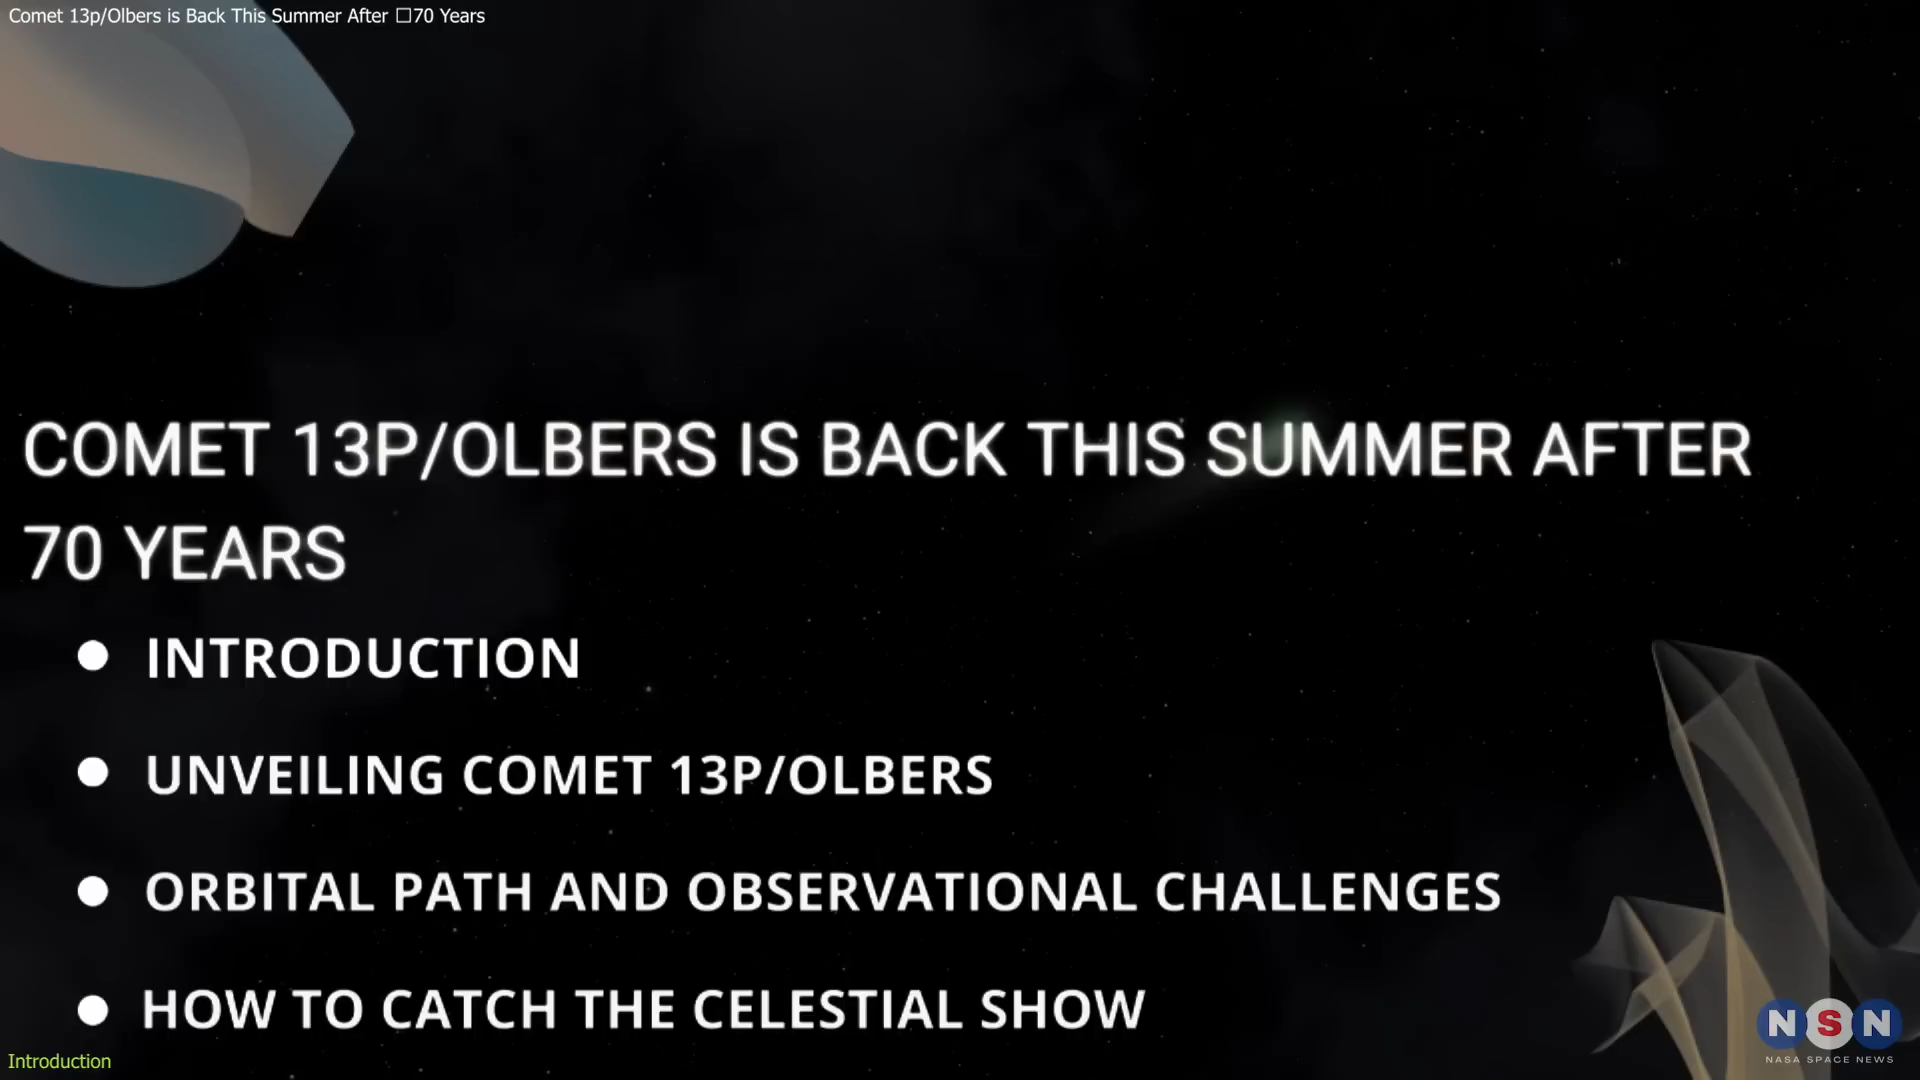 Comet 13p/Olbers is Back This Summer After □70 Years
COMET 13P/OLBERS IS BACK THIS SUMMER AFTER
70 YEARS
● INTRODUCTION
● UNVEILING COMET 13P/OLBERS
● ORBITAL PATH AND OBSERVATIONAL CHALLENGES
● HOW TO CATCH THE CELESTIAL SHOW
Introduction
NSN
NASA SPACE NEWS